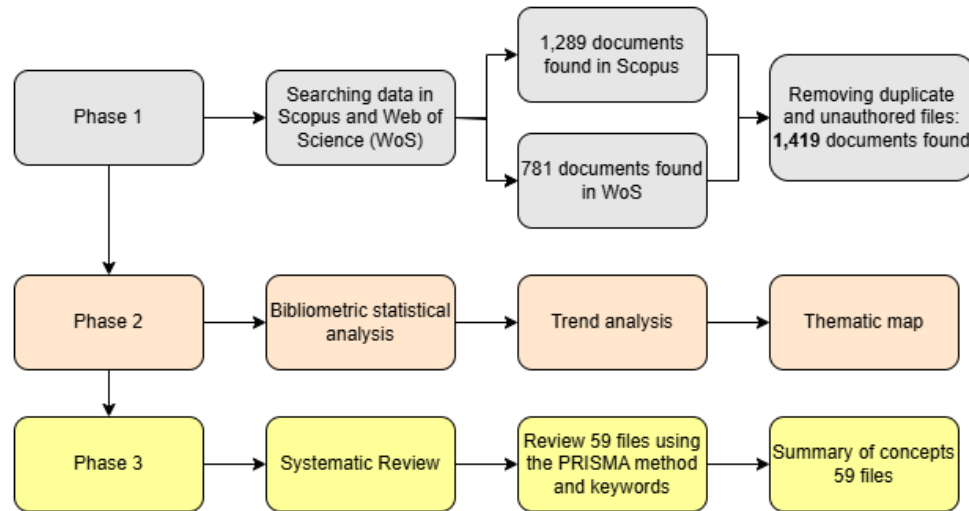 Phase 1
Searching data in
Scopus and Web of
Science (WoS)
1,289 documents
found in Scopus
781 documents found
in WoS
Removing duplicate
and unauthored files:
1,419 documents found
Phase 2
Bibliometric statistical
analysis
Trend analysis
Thematic map
Phase 3
Systematic Review
Review 59 files using
the PRISMA method
and keywords
Summary of concepts
59 files